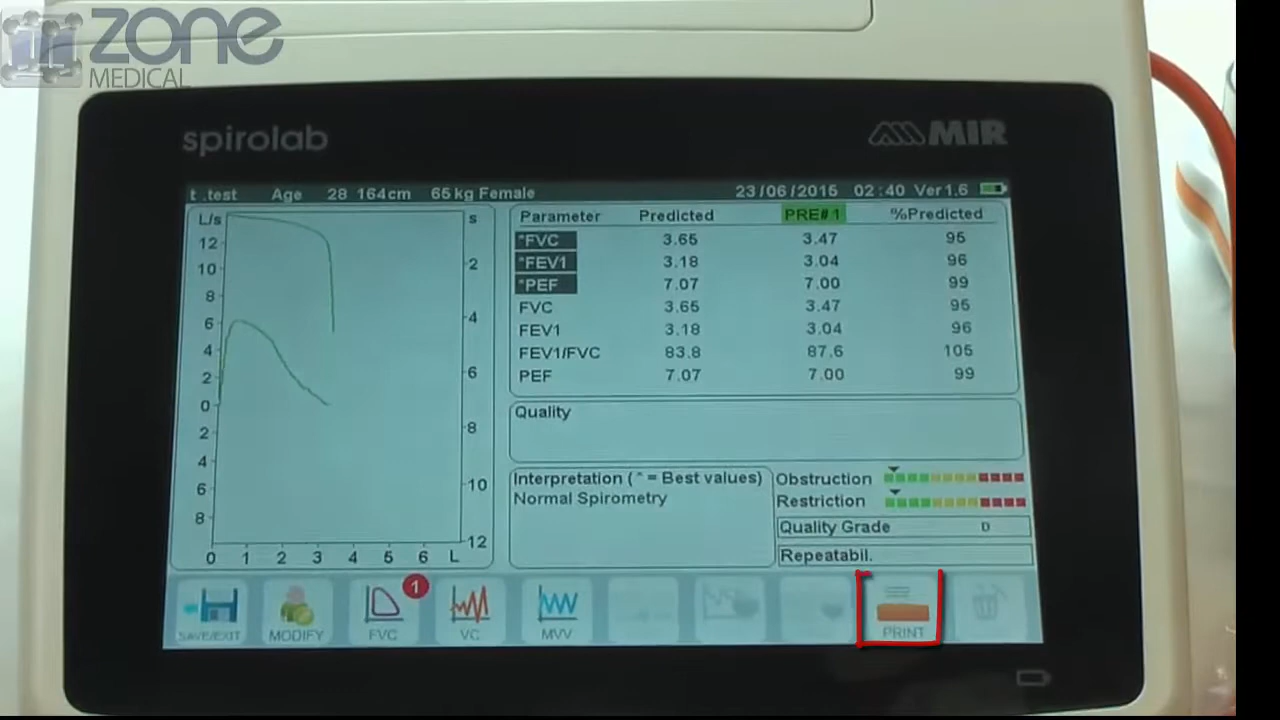 zone
MEDICAL
spirolab
MIR
t .test Age 28 164cm 65 kg Female 23/06/2015 02:40 Ver 1.6
L/s s
12
10
8
6
4
2
0
2
4
6
8
2
4
6
8
10
12
0 1 2 3 4 5 6 L
Parameter Predicted PRE#1 %Predicted
*FVC 3.65 3.47 95
*FEV1 3.18 3.04 96
*PEF 7.07 7.00 99
FVC 3.65 3.47 95
FEV1 3.18 3.04 96
FEV1/FVC 83.8 87.6 105
PEF 7.07 7.00 99
Quality
Interpretation (* = Best values)
Normal Spirometry
Obstruction
Restriction
Quality Grade D
Repeatabil.
SAVE/EXIT MODIFY FVC 1 VC MVV PRINT